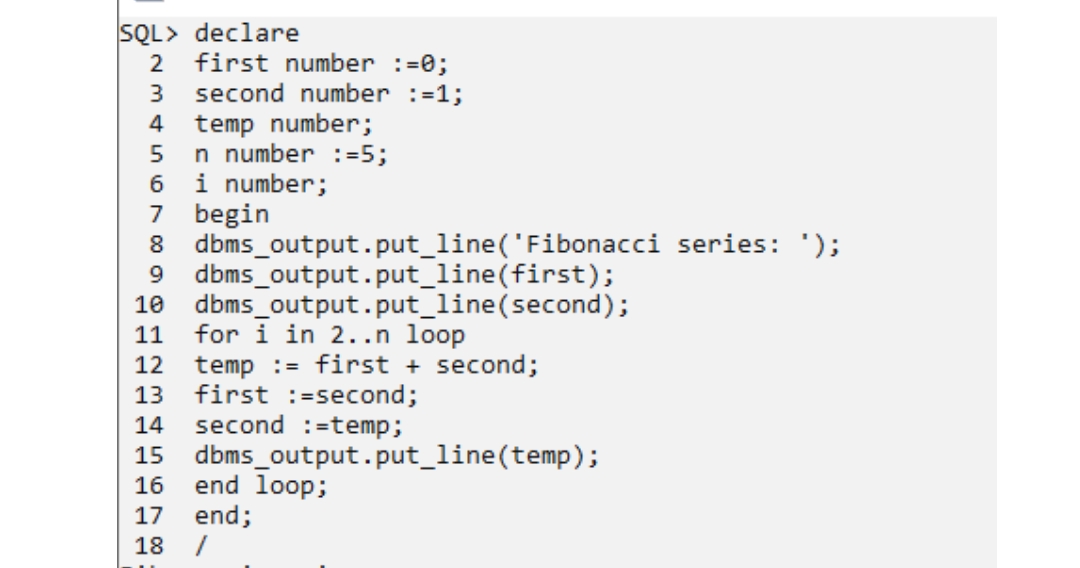 SQL> declare
2 first number :=0;
3 second number :=1;
4 temp number;
5 n number :=5;
6 i number;
7 begin
8 dbms_output.put_line('Fibonacci series: ');
9 dbms_output.put_line(first);
10 dbms_output.put_line(second);
11 for i in 2..n loop
12 temp := first + second;
13 first :=second;
14 second :=temp;
15 dbms_output.put_line(temp);
16 end loop;
17 end;
18 /